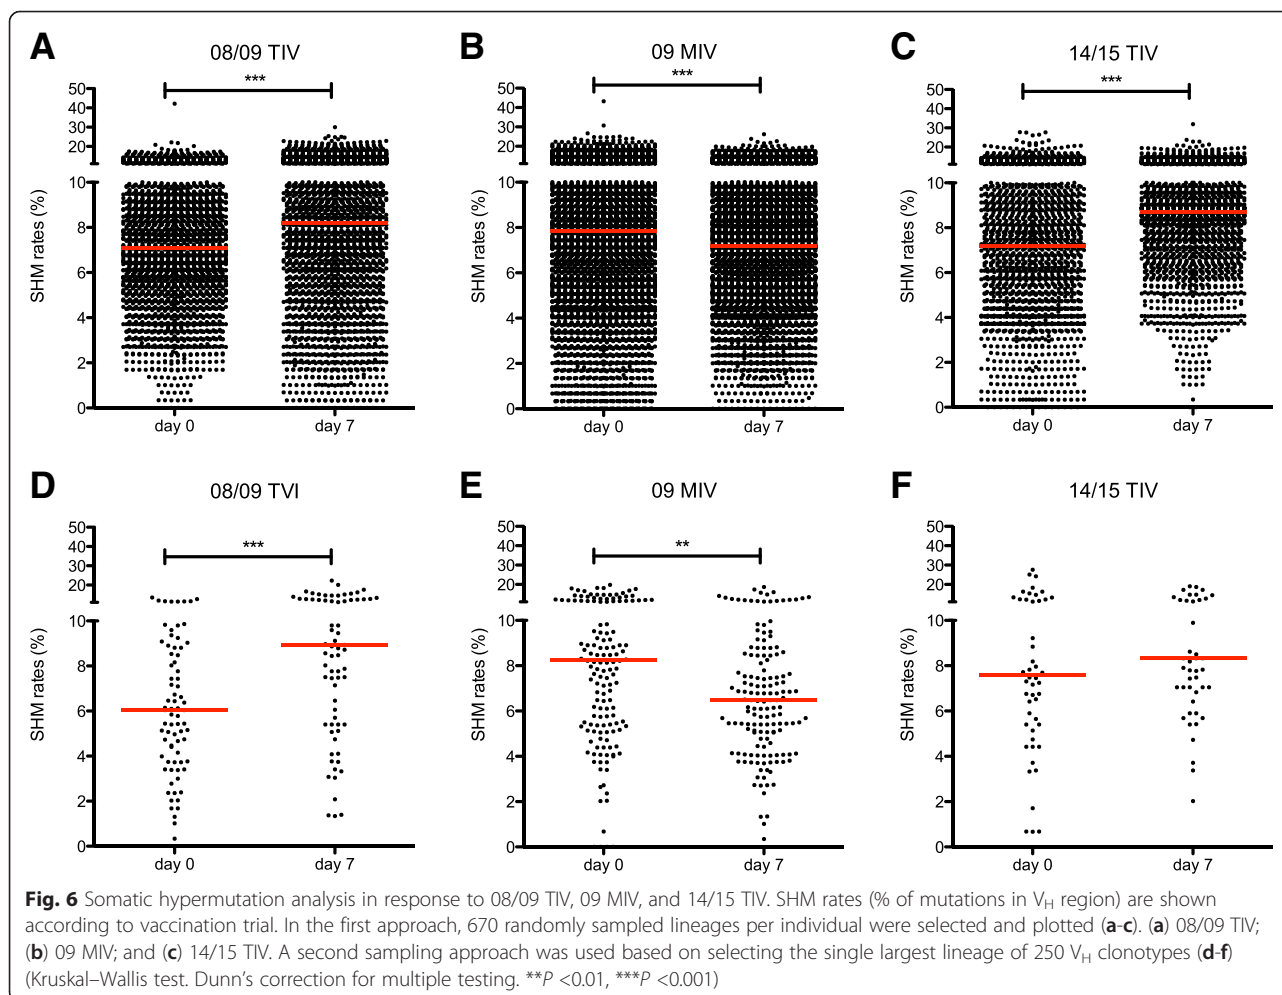 A
08/09 TIV
***
50
40
30
20
10
8
6
4
2
0
SHM rates (%)
day 0
day 7
B
09 MIV
***
50
40
30
20
10
8
6
4
2
0
SHM rates (%)
day 0
day 7
C
14/15 TIV
***
50
40
30
20
10
8
6
4
2
0
SHM rates (%)
day 0
day 7
D
08/09 TVI
***
50
40
30
20
10
8
6
4
2
0
SHM rates (%)
day 0
day 7
E
09 MIV
**
50
40
30
20
10
8
6
4
2
0
SHM rates (%)
day 0
day 7
F
14/15 TIV
50
40
30
20
10
8
6
4
2
0
SHM rates (%)
day 0
day 7
Fig. 6 Somatic hypermutation analysis in response to 08/09 TIV, 09 MIV, and 14/15 TIV. SHM rates (% of mutations in VH region) are shown
according to vaccination trial. In the first approach, 670 randomly sampled lineages per individual were selected and plotted (a-c). (a) 08/09 TIV;
(b) 09 MIV; and (c) 14/15 TIV. A second sampling approach was used based on selecting the single largest lineage of 250 VH clonotypes (d-f)
(Kruskal–Wallis test. Dunn’s correction for multiple testing. **P <0.01, ***P <0.001)